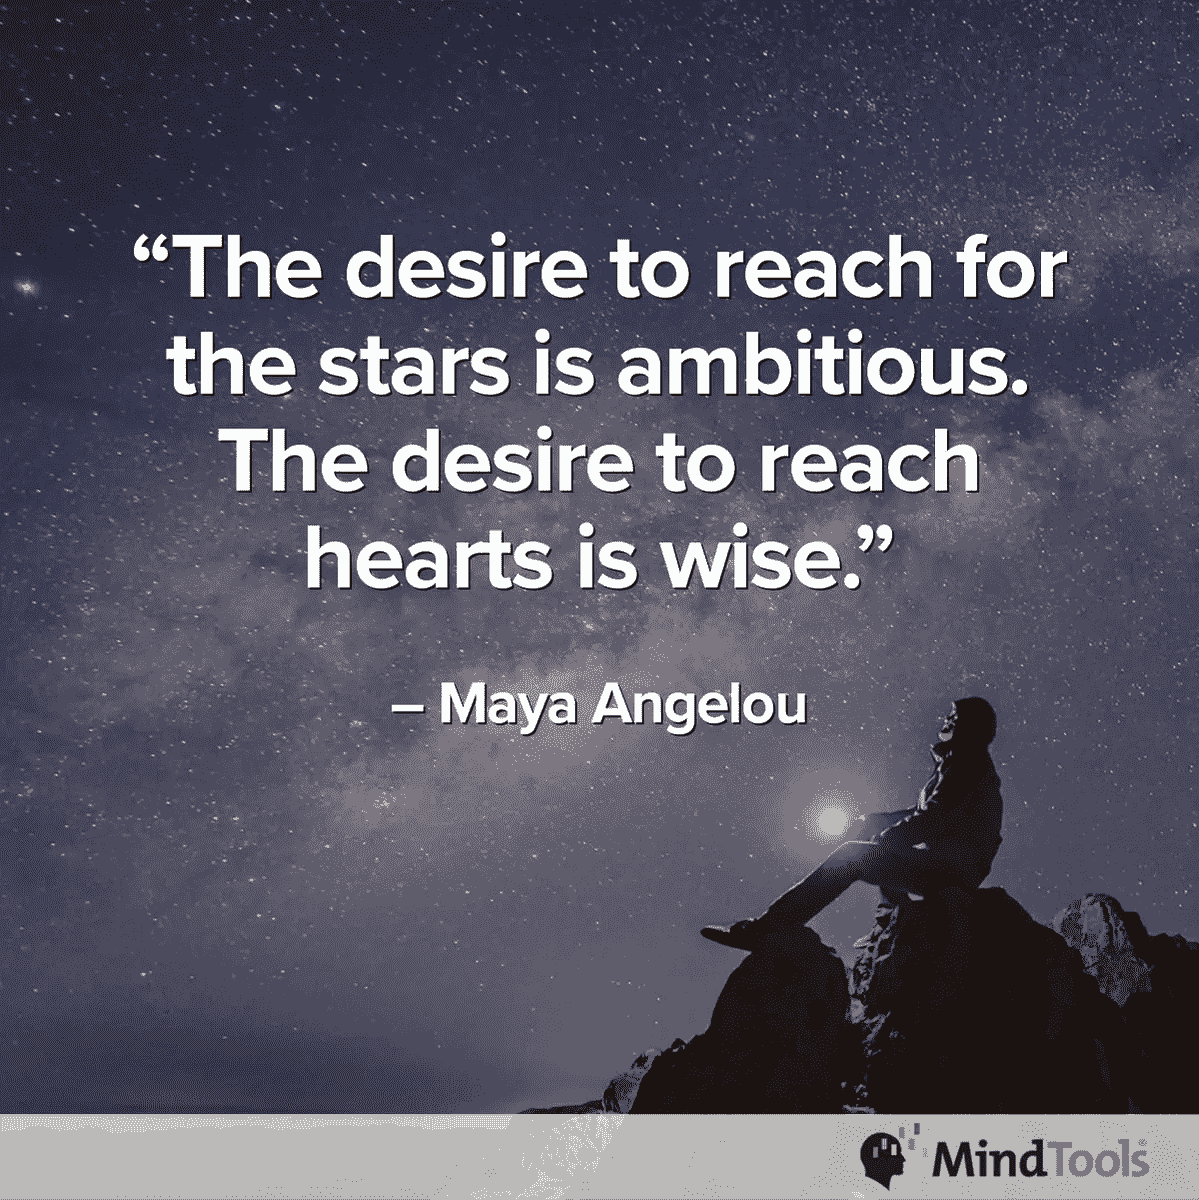 “The desire to reach for
the stars is ambitious.
The desire to reach
hearts is wise.”
– Maya Angelou
MindTools